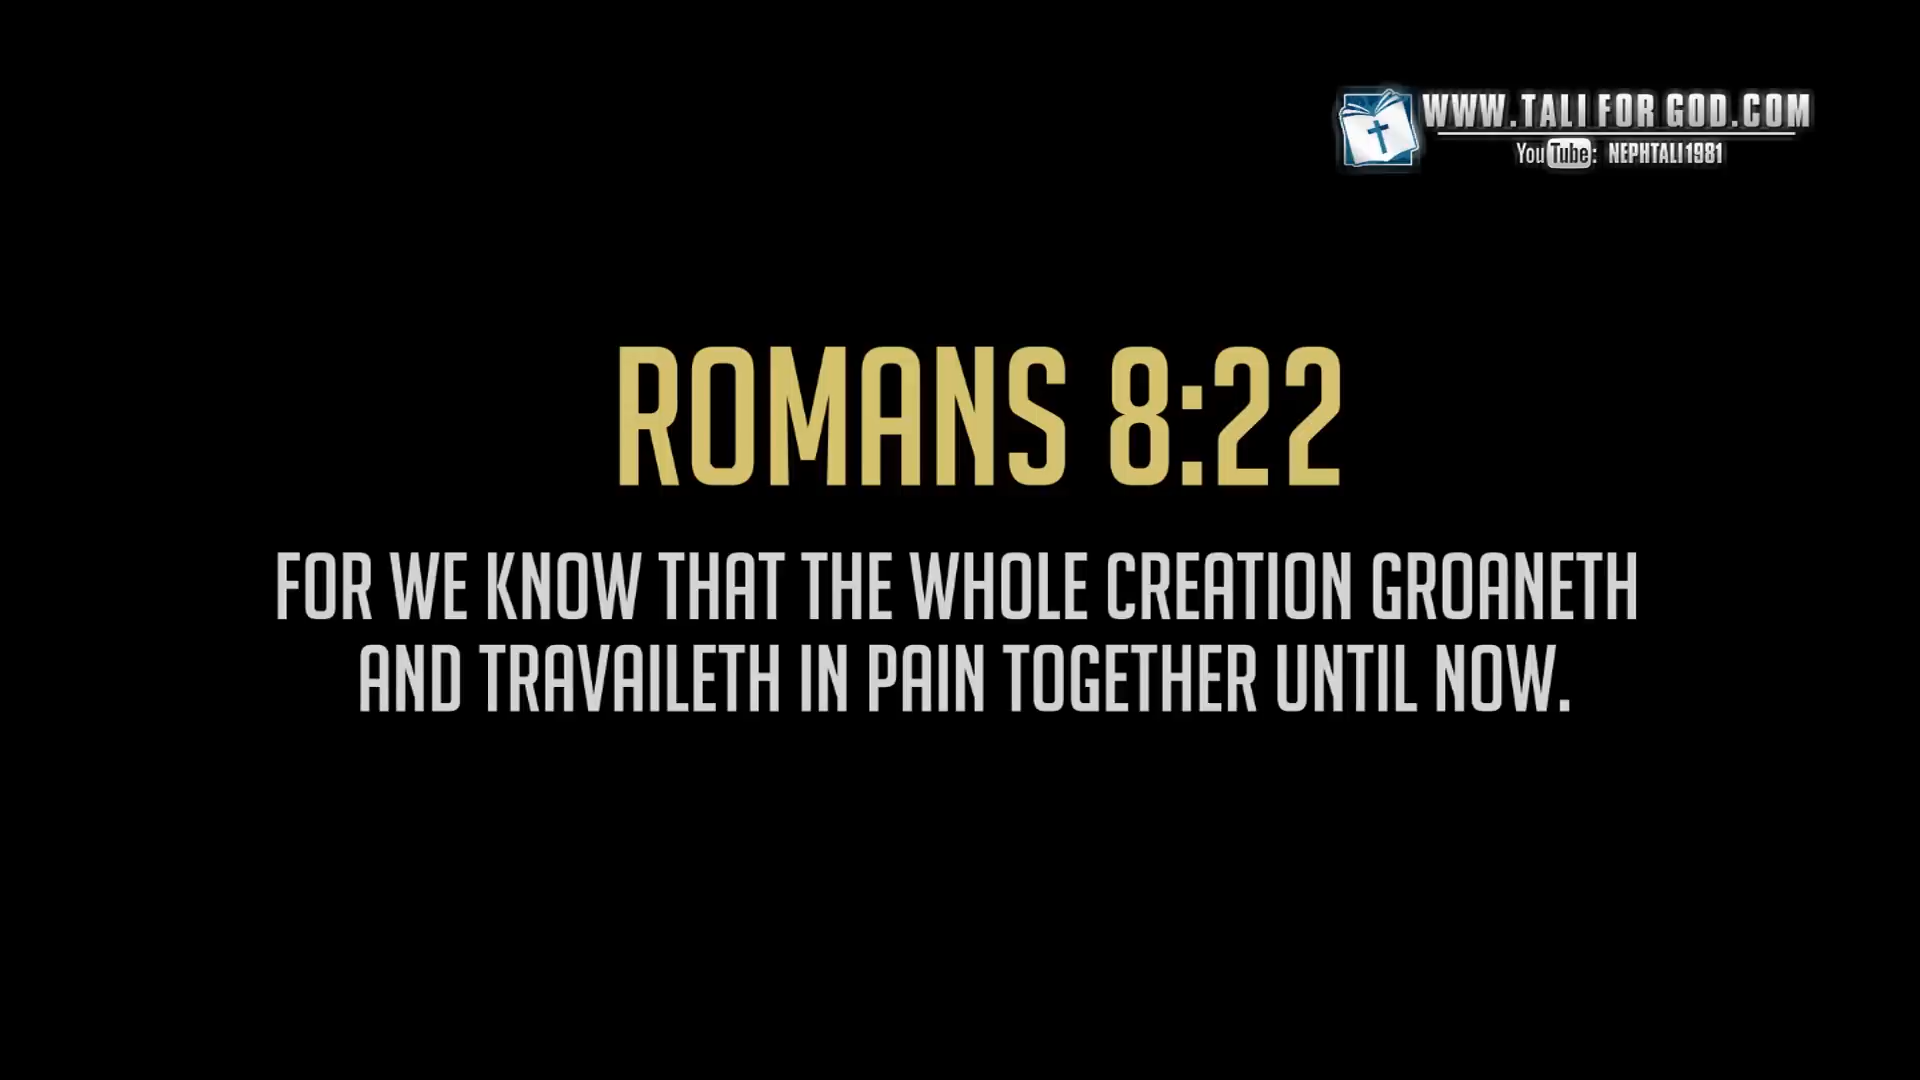 WWW.TALI FOR GOD.COM
YouTube: NEPHTALI1981
ROMANS 8:22
FOR WE KNOW THAT THE WHOLE CREATION GROANETH
AND TRAVAILETH IN PAIN TOGETHER UNTIL NOW.